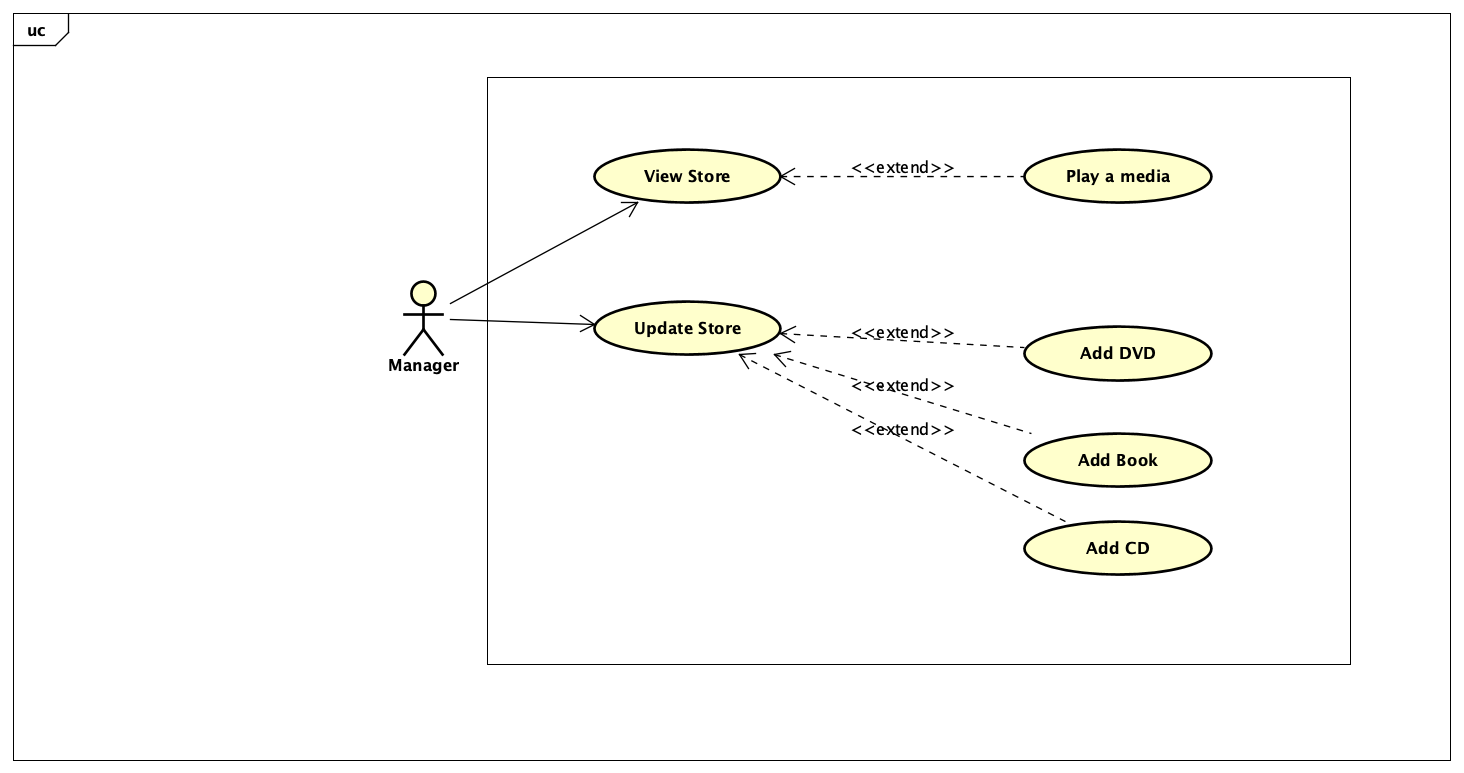 uc
View Store
<<extend>>
Play a media
Manager
Update Store
<<extend>>
Add DVD
<<extend>>
Add Book
<<extend>>
Add CD